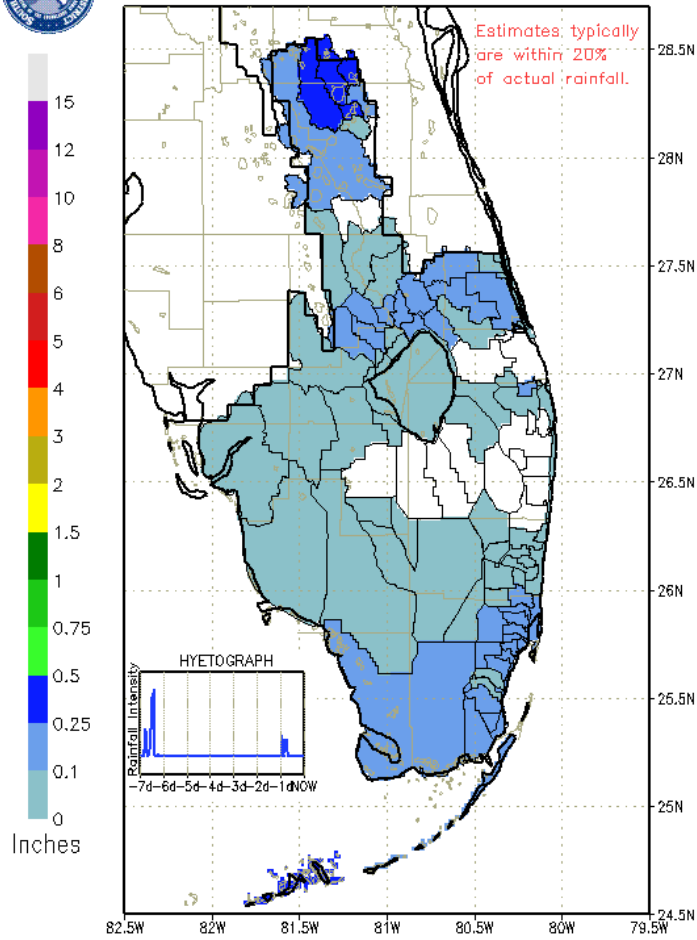 DISTRICT
SOUTH
Estimates typically
are within 20%
of actual rainfall.
15
12
10
8
6
5
4
3
2
1.5
1
0.75
0.5
0.25
0.1
0
Inches
28.5N
28N
27.5N
27N
26.5N
26N
25.5N
25N
24.5N
HYETOGRAPH
Rainfall Intensity
-7d-6d-5d-4d-3d-2d-1dNOW
82.5W 82W 81.5W 81W 80.5W 80W 79.5W